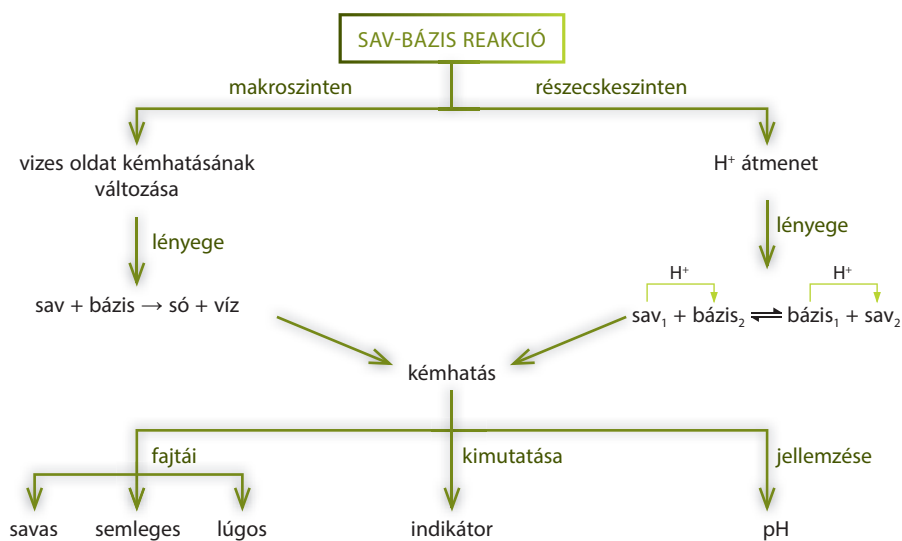 SAV-BÁZIS REAKCIÓ
makroszinten
részecskeszinten
vizes oldat kémhatásának
változása
H⁺ átmenet
lényege
lényege
H⁺
H⁺
sav + bázis → só + víz
sav₁ + bázis₂ ⇌ bázis₁ + sav₂
kémhatás
fajtái
kimutatása
jellemzése
savas
semleges
lúgos
indikátor
pH